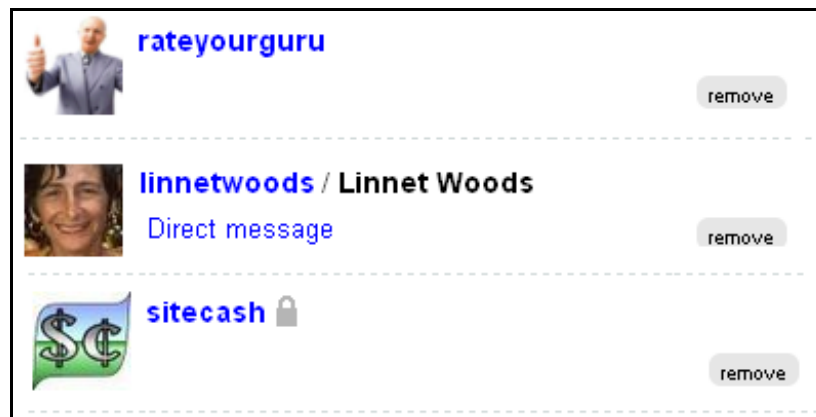 rateyourguru
remove
linnetwoods / Linnet Woods
Direct message
remove
sitecash
remove